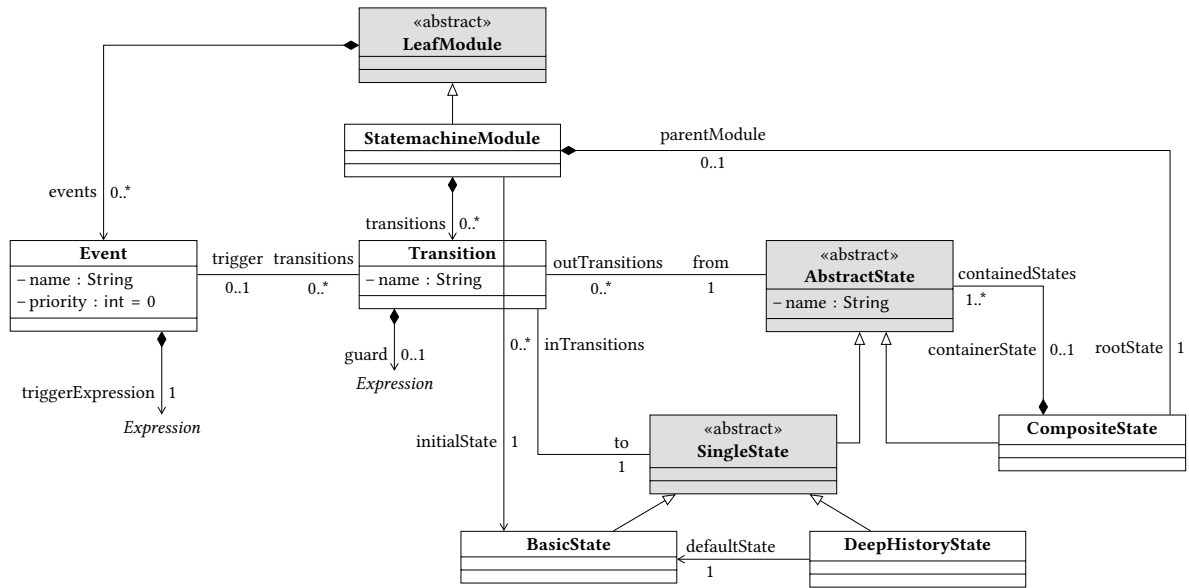 «abstract»
LeafModule
StatemachineModule
parentModule
0..1
events 0..*
transitions 0..*
Event
– name : String
– priority : int = 0
trigger transitions
0..1 0..*
Transition
– name : String
outTransitions from
0..* 1
«abstract»
AbstractState
– name : String
containedStates
1..*
guard 0..1
Expression
0..* inTransitions
containerState 0..1
rootState 1
triggerExpression 1
Expression
initialState 1
to
1
«abstract»
SingleState
CompositeState
BasicState
defaultState
1
DeepHistoryState